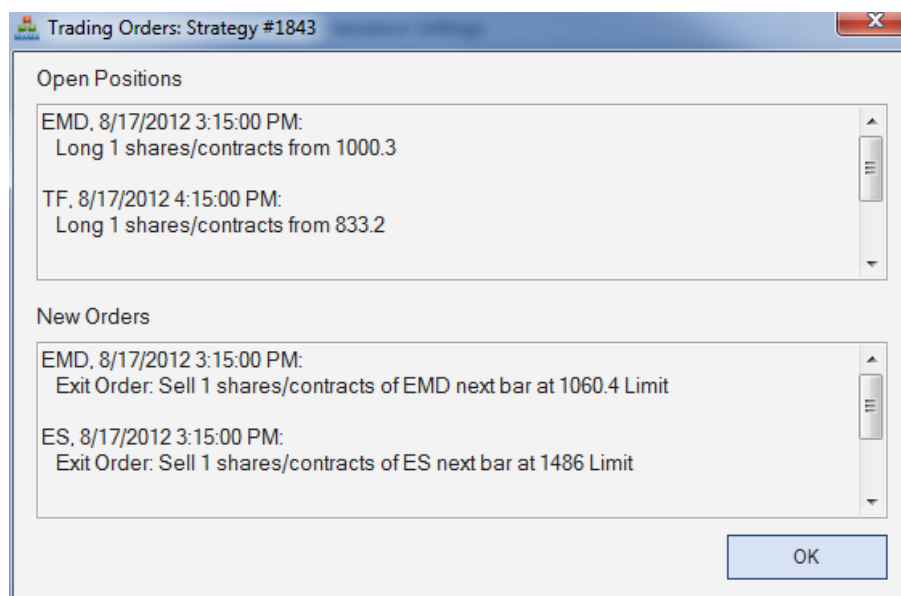 Trading Orders: Strategy #1843
Open Positions
EMD, 8/17/2012 3:15:00 PM:
Long 1 shares/contracts from 1000.3
TF, 8/17/2012 4:15:00 PM:
Long 1 shares/contracts from 833.2
New Orders
EMD, 8/17/2012 3:15:00 PM:
Exit Order: Sell 1 shares/contracts of EMD next bar at 1060.4 Limit
ES, 8/17/2012 3:15:00 PM:
Exit Order: Sell 1 shares/contracts of ES next bar at 1486 Limit
OK